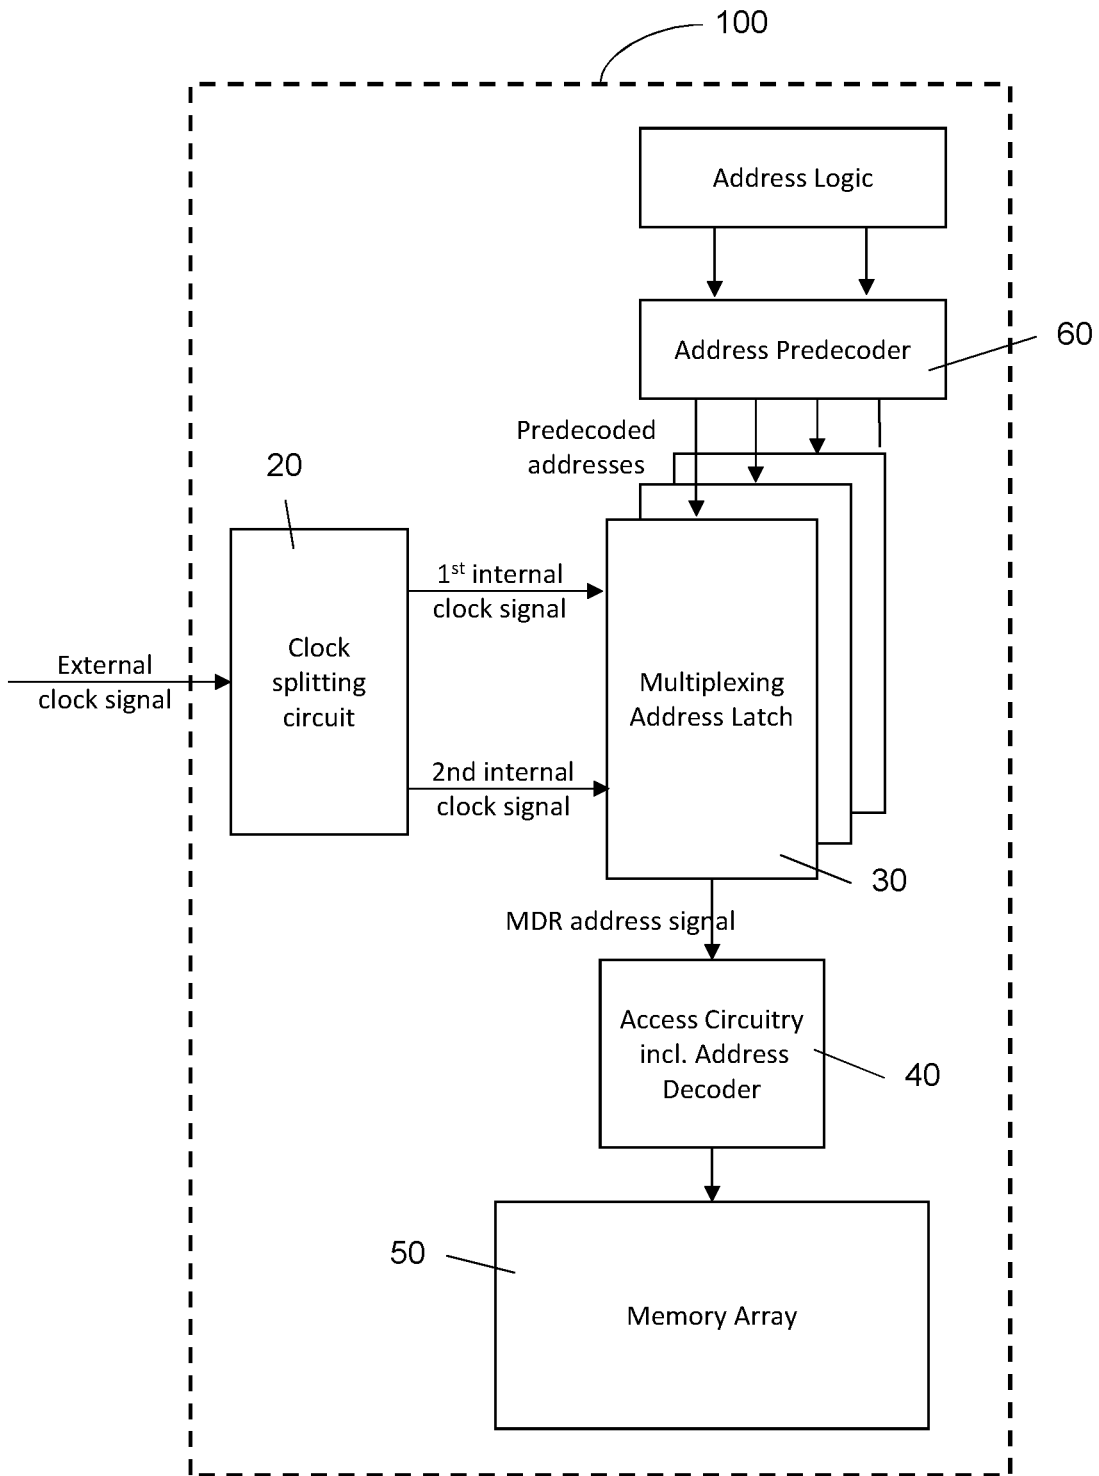 100
Address Logic
Address Predecoder
60
Predecoded
addresses
20
1st internal
clock signal
External
clock signal
Clock
splitting
circuit
Multiplexing
Address Latch
2nd internal
clock signal
30
MDR address signal
Access Circuitry
incl. Address
Decoder
40
50
Memory Array